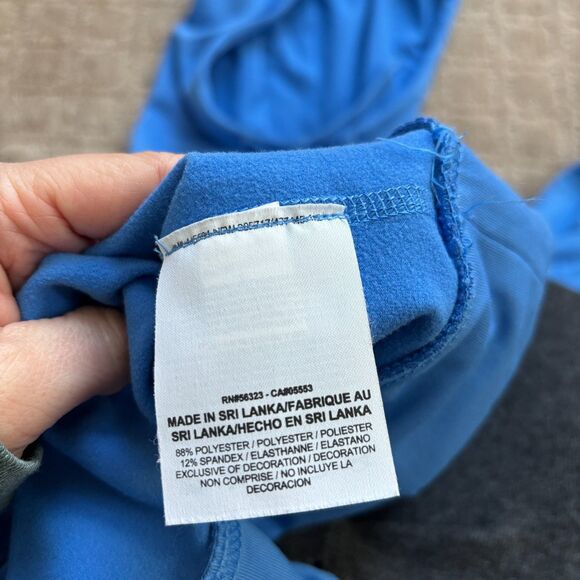 RN#56323 - CA#05553
MADE IN SRI LANKA/FABRIQUE AU
SRI LANKA/HECHO EN SRI LANKA
88% POLYESTER / POLYESTER / POLIESTER
12% SPANDEX / ELASTHANNE / ELASTANO
EXCLUSIVE OF DECORATION / DECORATION
NON COMPRISE / NO INCLUYE LA
DECORACION